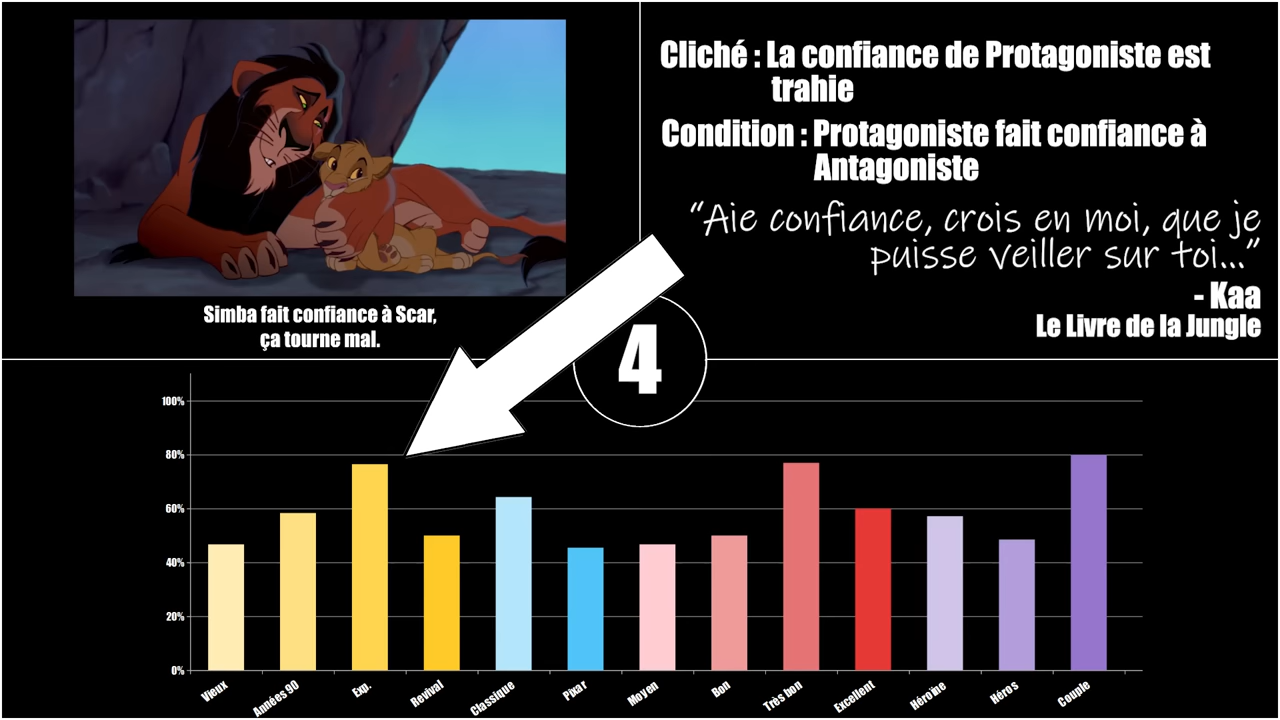 Cliché : La confiance de Protagoniste est
trahie
Condition : Protagoniste fait confiance à
Antagoniste
“Aie confiance, crois en moi, que je
puisse veiller sur toi...”
- Kaa
Le Livre de la Jungle
Simba fait confiance à Scar,
ça tourne mal.
4
100%
80%
60%
40%
20%
0%
Vieux
Années 90
Exp.
Revival
Classique
Pixar
Moyen
Bon
Très bon
Excellent
Héroïne
Héros
Couple